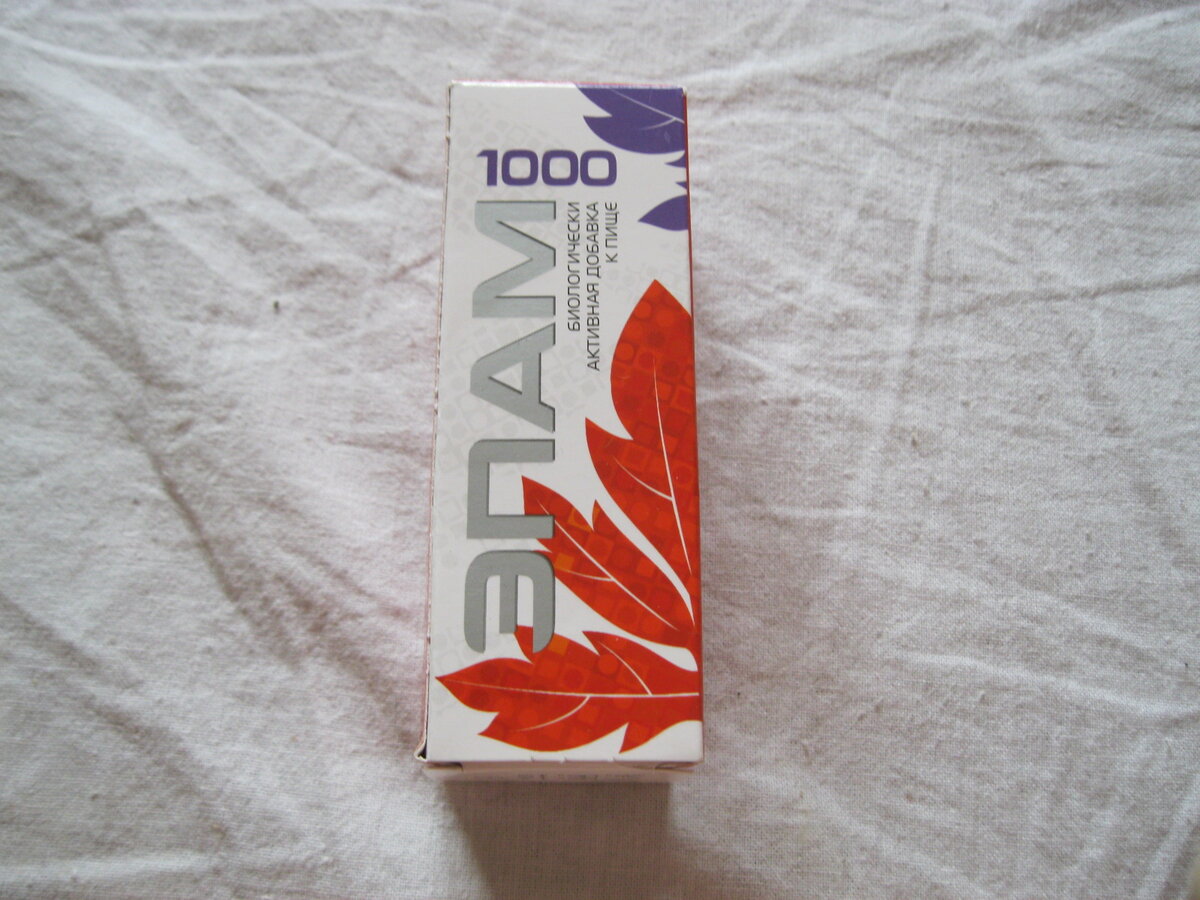 ЭПАМ
1000
БИОЛОГИЧЕСКИ
АКТИВНАЯ ДОБАВКА
К ПИЩЕ